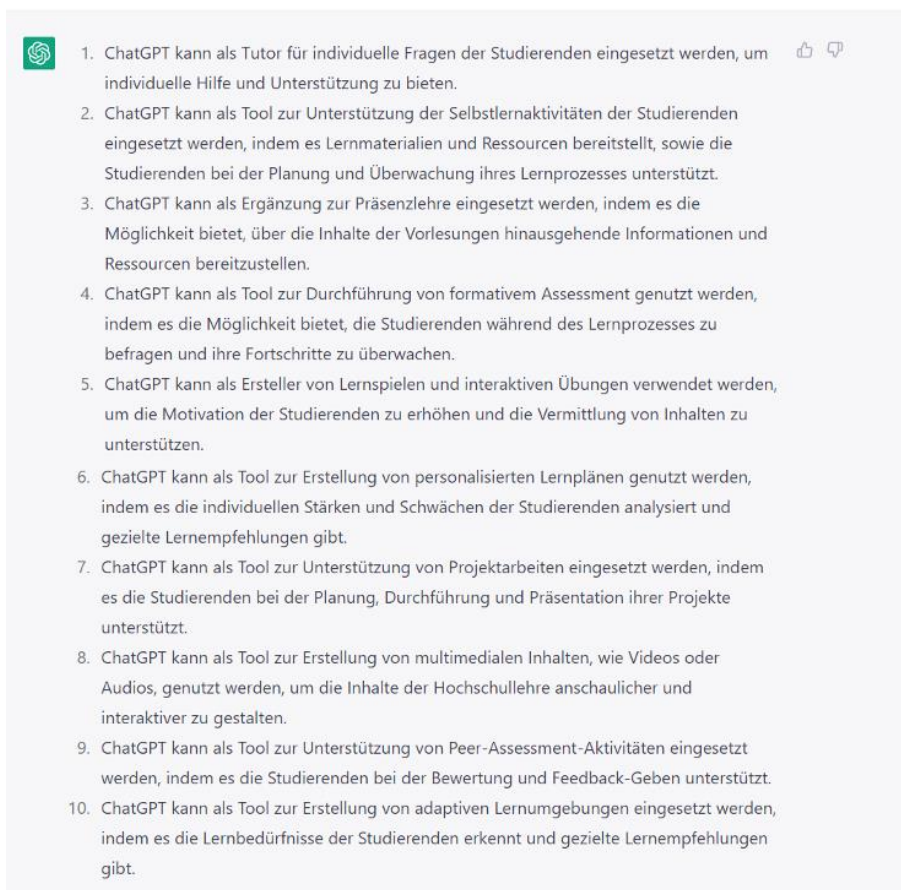 1. ChatGPT kann als Tutor für individuelle Fragen der Studierenden eingesetzt werden, um
individuelle Hilfe und Unterstützung zu bieten.
2. ChatGPT kann als Tool zur Unterstützung der Selbstlernaktivitäten der Studierenden
eingesetzt werden, indem es Lernmaterialien und Ressourcen bereitstellt, sowie die
Studierenden bei der Planung und Überwachung ihres Lernprozesses unterstützt.
3. ChatGPT kann als Ergänzung zur Präsenzlehre eingesetzt werden, indem es die
Möglichkeit bietet, über die Inhalte der Vorlesungen hinausgehende Informationen und
Ressourcen bereitzustellen.
4. ChatGPT kann als Tool zur Durchführung von formativem Assessment genutzt werden,
indem es die Möglichkeit bietet, die Studierenden während des Lernprozesses zu
befragen und ihre Fortschritte zu überwachen.
5. ChatGPT kann als Ersteller von Lernspielen und interaktiven Übungen verwendet werden,
um die Motivation der Studierenden zu erhöhen und die Vermittlung von Inhalten zu
unterstützen.
6. ChatGPT kann als Tool zur Erstellung von personalisierten Lernplänen genutzt werden,
indem es die individuellen Stärken und Schwächen der Studierenden analysiert und
gezielte Lernempfehlungen gibt.
7. ChatGPT kann als Tool zur Unterstützung von Projektarbeiten eingesetzt werden, indem
es die Studierenden bei der Planung, Durchführung und Präsentation ihrer Projekte
unterstützt.
8. ChatGPT kann als Tool zur Erstellung von multimedialen Inhalten, wie Videos oder
Audios, genutzt werden, um die Inhalte der Hochschullehre anschaulicher und
interaktiver zu gestalten.
9. ChatGPT kann als Tool zur Unterstützung von Peer-Assessment-Aktivitäten eingesetzt
werden, indem es die Studierenden bei der Bewertung und Feedback-Geben unterstützt.
10. ChatGPT kann als Tool zur Erstellung von adaptiven Lernumgebungen eingesetzt werden,
indem es die Lernbedürfnisse der Studierenden erkennt und gezielte Lernempfehlungen
gibt.